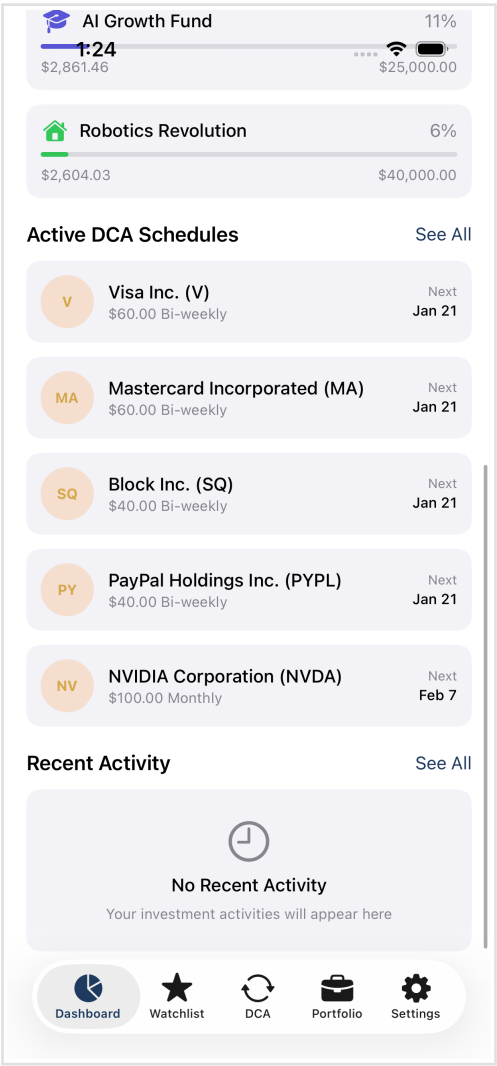 AI Growth Fund
11%
1:24
$2,861.46
$25,000.00
Robotics Revolution
6%
$2,604.03
$40,000.00
Active DCA Schedules
See All
V
Visa Inc. (V)
$60.00 Bi-weekly
Next
Jan 21
MA
Mastercard Incorporated (MA)
$60.00 Bi-weekly
Next
Jan 21
SQ
Block Inc. (SQ)
$40.00 Bi-weekly
Next
Jan 21
PY
PayPal Holdings Inc. (PYPL)
$40.00 Bi-weekly
Next
Jan 21
NV
NVIDIA Corporation (NVDA)
$100.00 Monthly
Next
Feb 7
Recent Activity
See All
No Recent Activity
Your investment activities will appear here
Dashboard
Watchlist
DCA
Portfolio
Settings